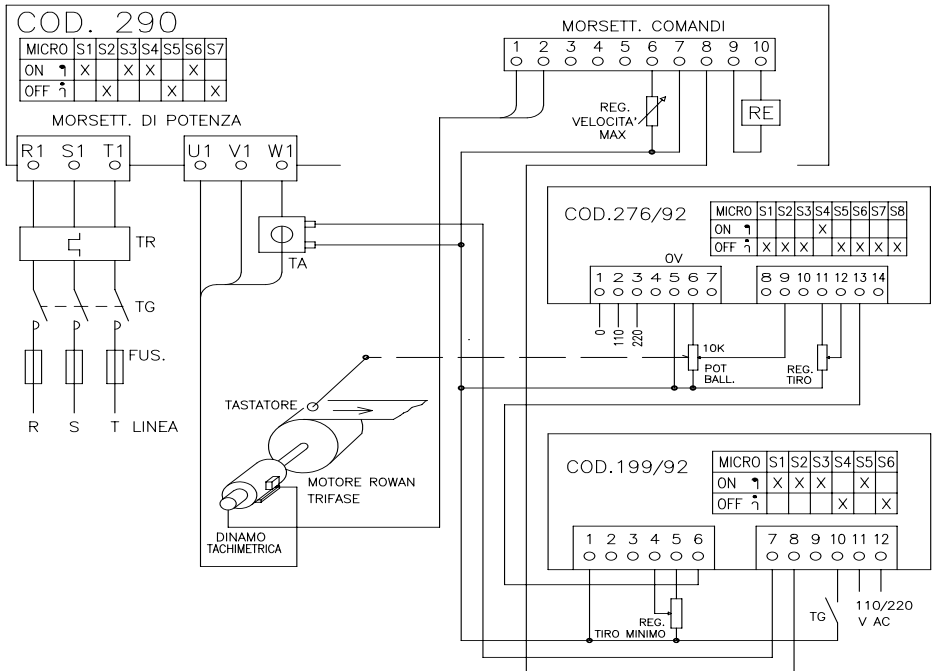 COD. 290
MICRO S1 S2 S3 S4 S5 S6 S7
ON X X X X
OFF X X X
MORSETT. DI POTENZA
R1 S1 T1 U1 V1 W1
TR
TA
TG
FUS.
R S T LINEA
MORSETT. COMANDI
1 2 3 4 5 6 7 8 9 10
REG.
VELOCITA'
MAX
RE
COD.276/92
MICRO S1 S2 S3 S4 S5 S6 S7 S8
ON X
OFF X X X X X X X
0V
1 2 3 4 5 6 7 8 9 10 11 12 13 14
0 110 220
10K
POT
BALL.
REG.
TIRO
TASTATORE
MOTORE ROWAN
TRIFASE
DINAMO
TACHIMETRICA
COD.199/92
MICRO S1 S2 S3 S4 S5 S6
ON X X X X
OFF X X
1 2 3 4 5 6 7 8 9 10 11 12
REG.
TIRO MINIMO
TG
110/220
V AC